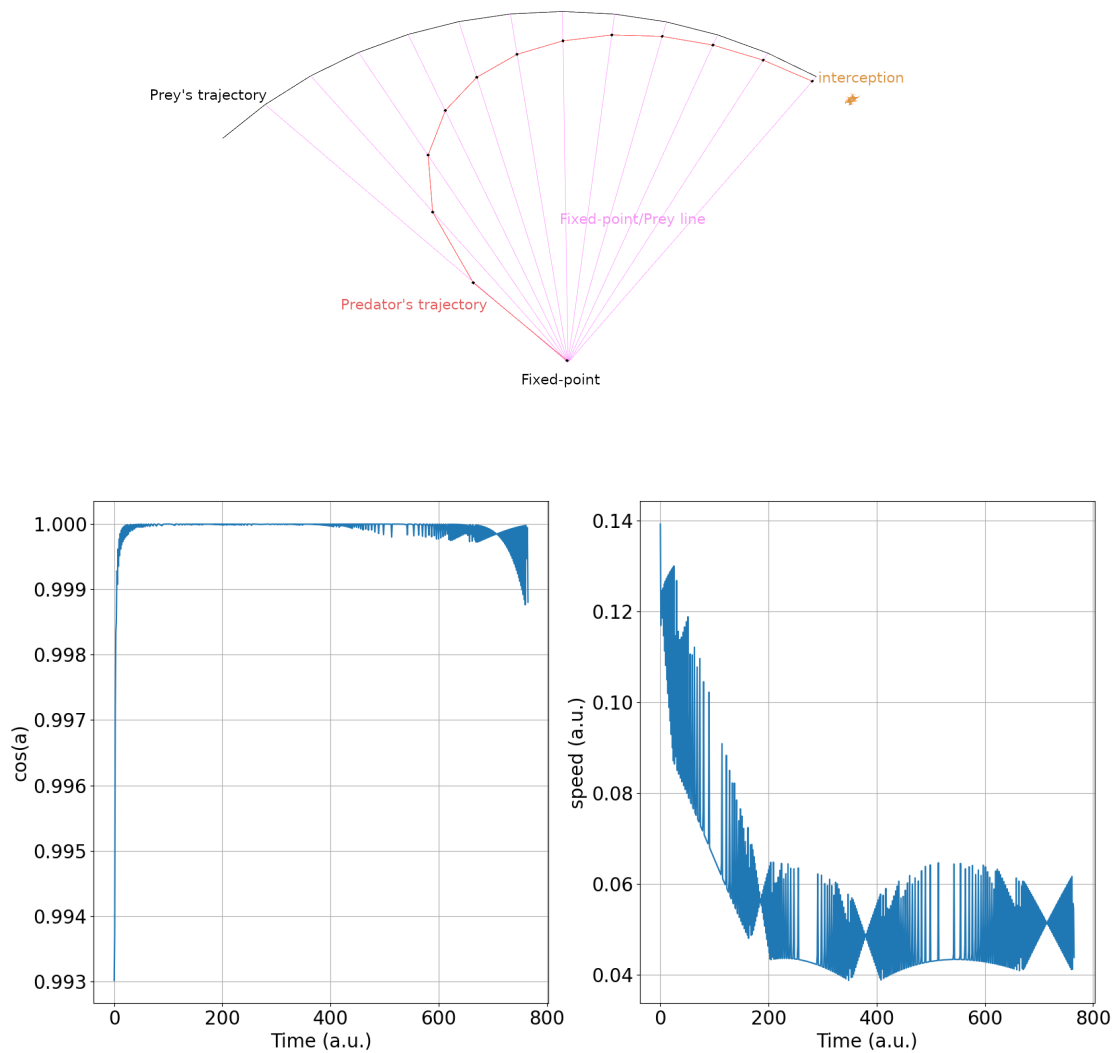 interception
Prey's trajectory
Fixed-point/Prey line
Predator's trajectory
Fixed-point
1.000
0.999
0.998
0.997
0.996
0.995
0.994
0.993
cos(a)
0 200 400 600 800
Time (a.u.)
0.14
0.12
0.10
0.08
0.06
0.04
speed (a.u.)
0 200 400 600 800
Time (a.u.)